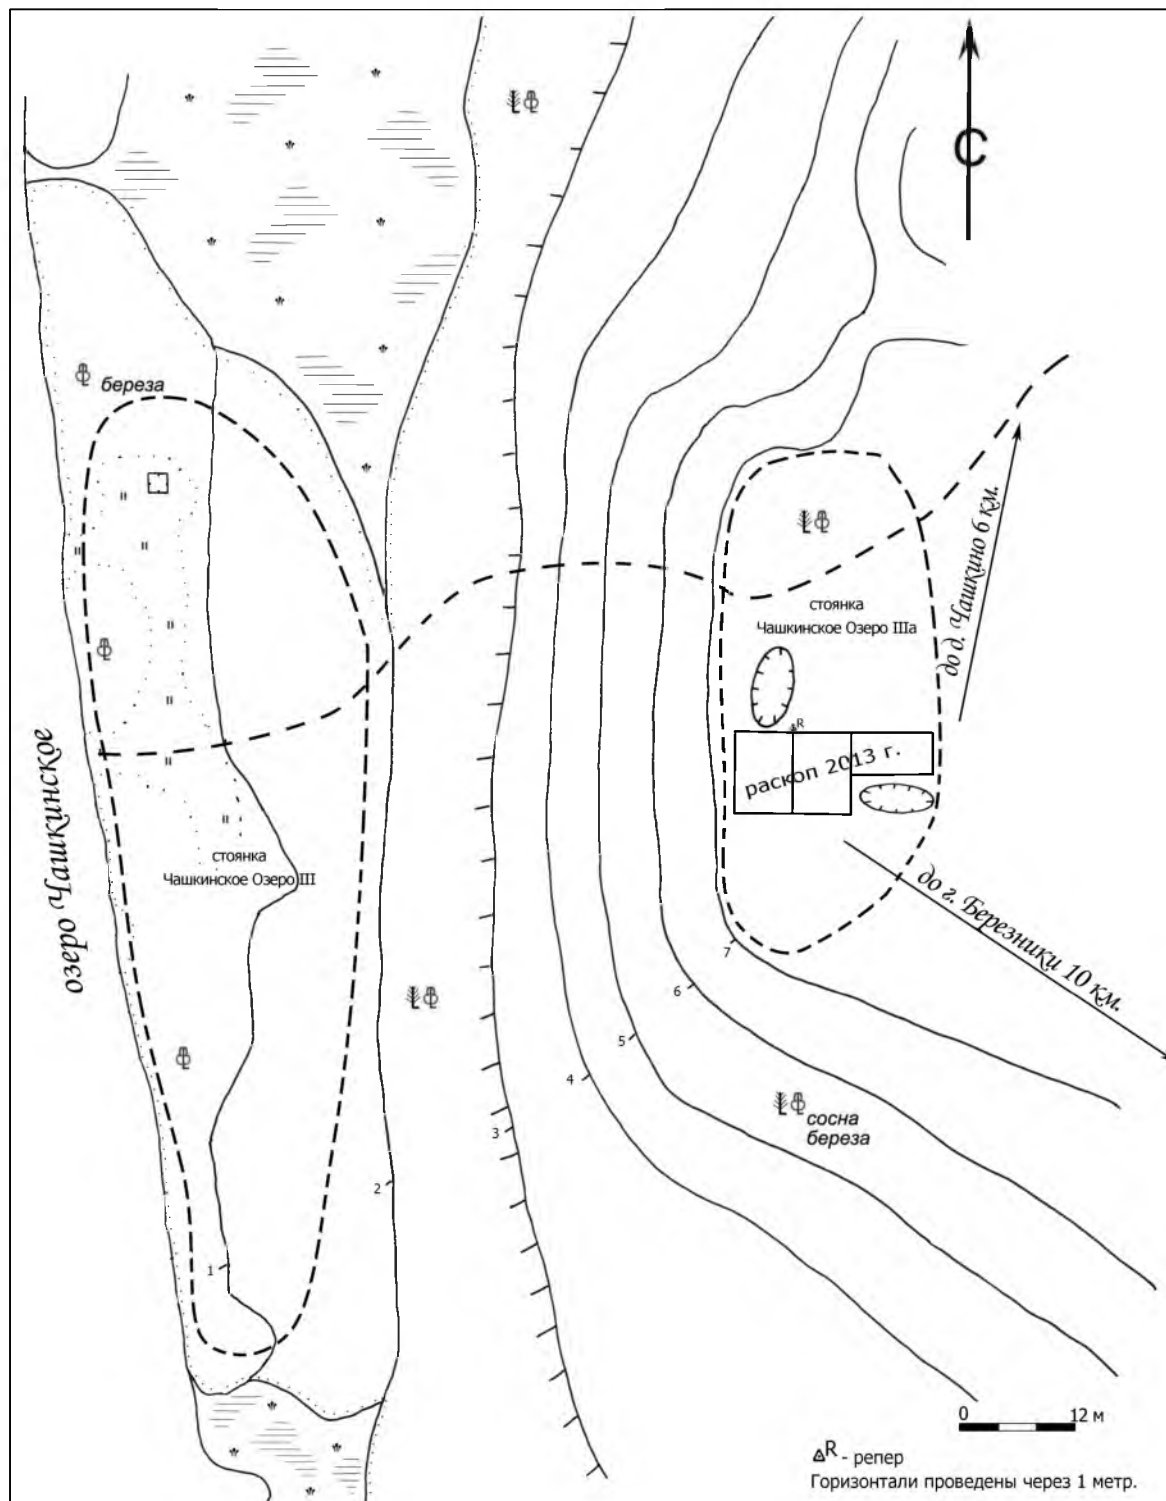 С
береза
до д. Чашкино 6 км.
стоянка
Чашкинское Озеро IIIа
R
раскоп 2013 г.
озеро Чашкинское
стоянка
Чашкинское Озеро III
до г. Березники 10 км.
7
6
5
4
3
2
1
сосна
береза
0 12 м
R - репер
Горизонтали проведены через 1 метр.